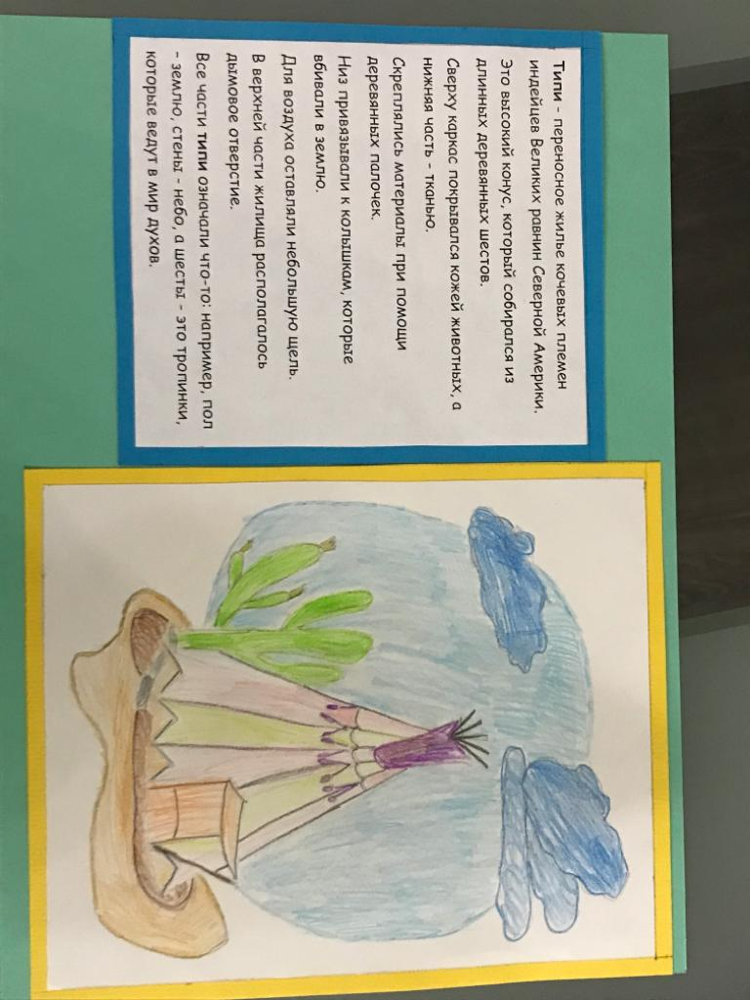 Типи - переносное жилье кочевых племен
индейцев Великих равнин Северной Америки.
Это высокий конус, который собирался из
длинных деревянных шестов.
Сверху каркас покрывался кожей животных, а
нижняя часть - тканью.
Скреплялись материалы при помощи
деревянных палочек.
Низ привязывали к колышкам, которые
вбивали в землю.
Для воздуха оставляли небольшую щель.
В верхней части жилища располагалось
дымовое отверстие.
Все части типи означали что-то: например, пол
- землю, стены - небо, а шесты - это тропинки,
которые ведут в мир духов.